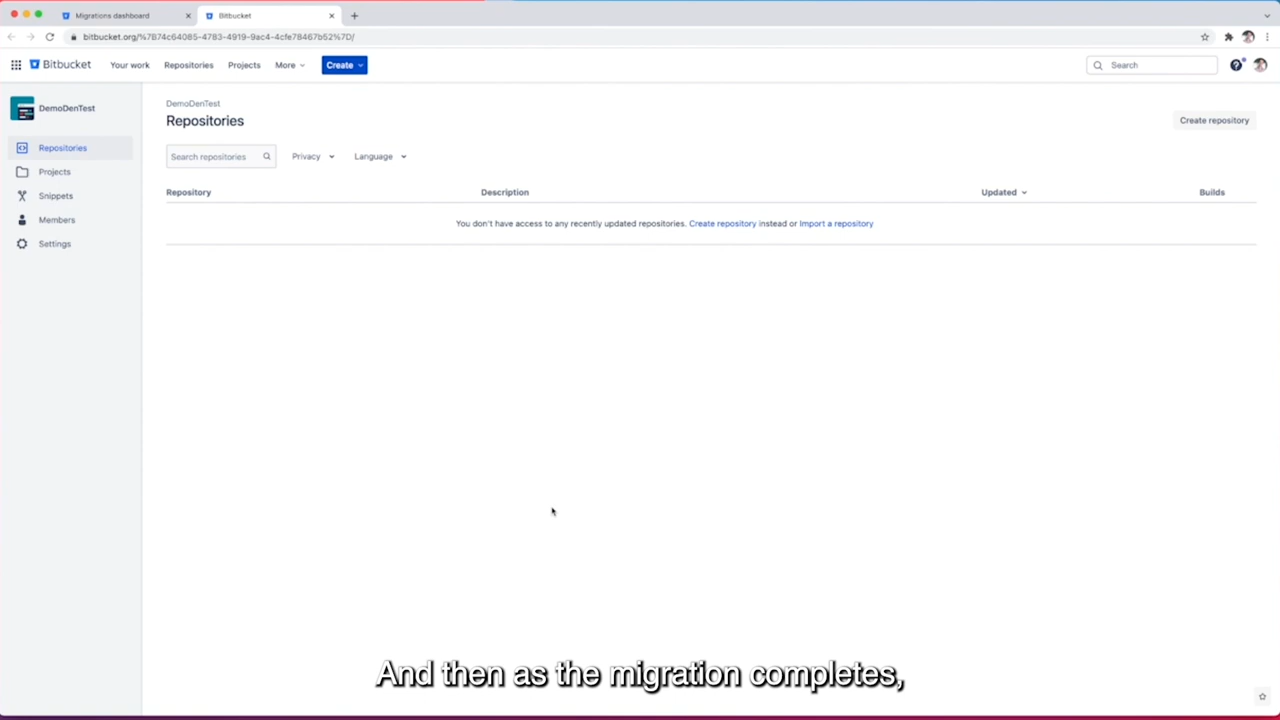 Migrations dashboard
Bitbucket
bitbucket.org/%7B74c64085-4783-4919-9ac4-4cfe78467b52%7D/
Bitbucket Your work Repositories Projects More Create Search
DemoDenTest
Repositories
Projects
Snippets
Members
Settings
DemoDenTest
Repositories
Create repository
Search repositories Privacy Language
Repository Description Updated Builds
You don't have access to any recently updated repositories. Create repository instead or Import a repository
And then as the migration completes,